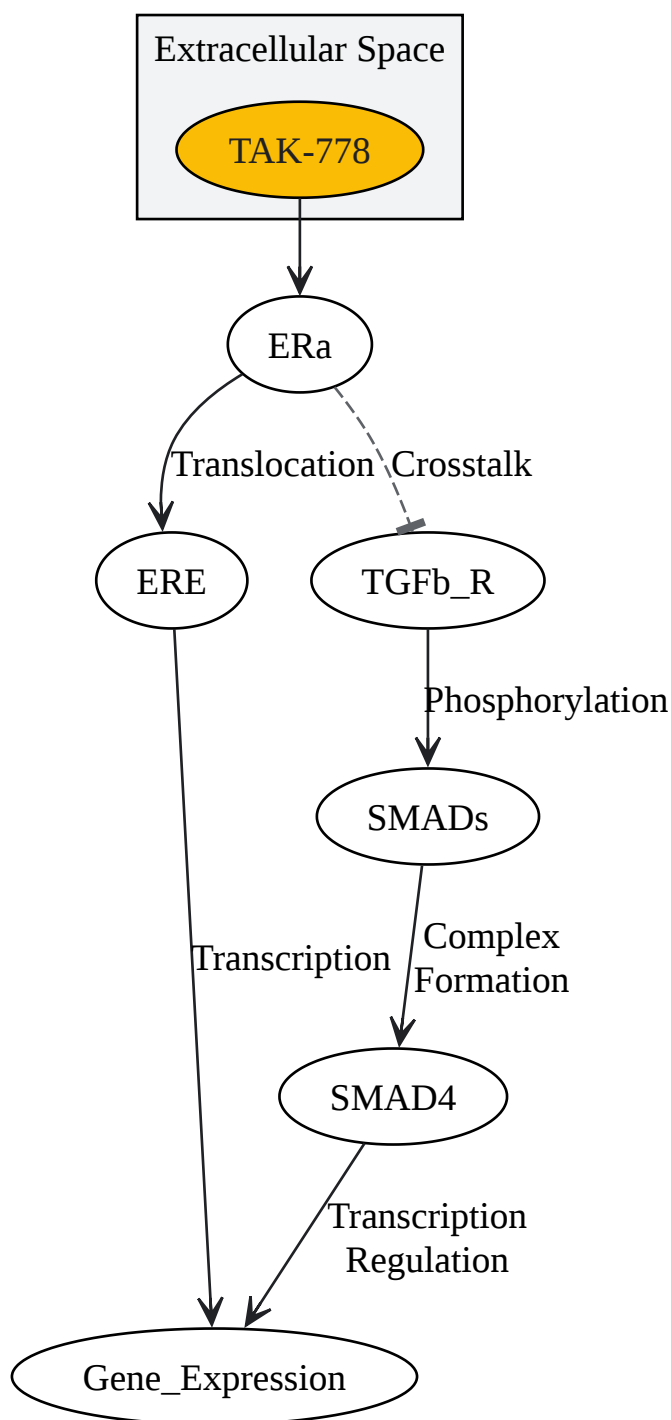 Extracellular Space
TAK-778
ERa
Translocation
Crosstalk
ERE
TGFb_R
Phosphorylation
SMADs
Transcription
Complex
Formation
SMAD4
Transcription
Regulation
Gene_Expression